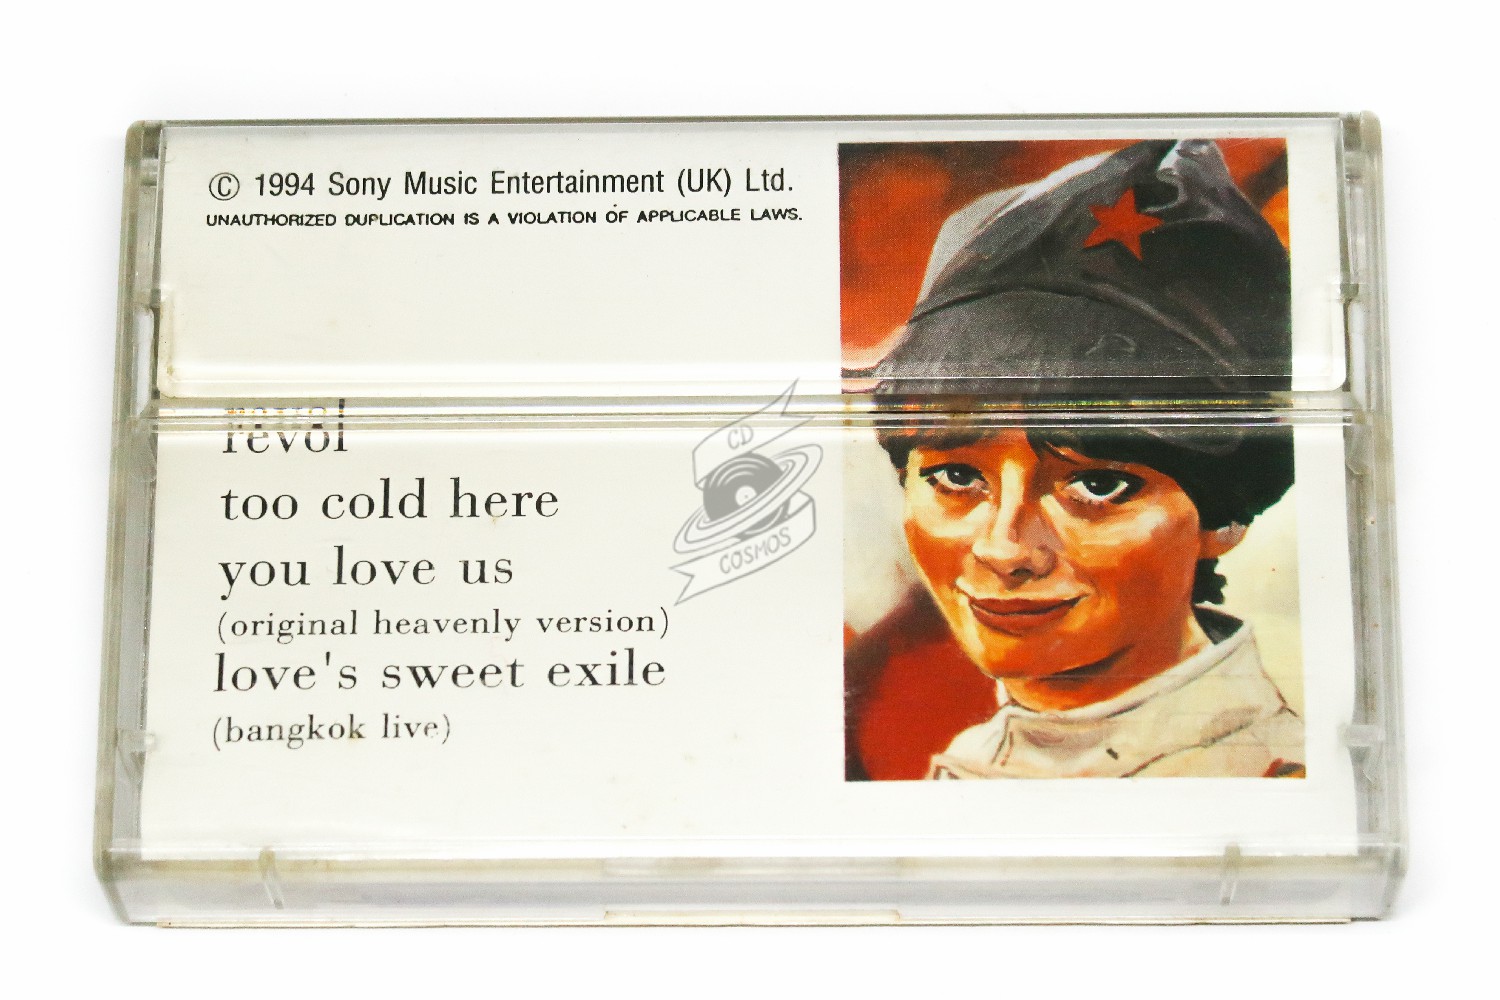 © 1994 Sony Music Entertainment (UK) Ltd.
UNAUTHORIZED DUPLICATION IS A VIOLATION OF APPLICABLE LAWS.
revol
too cold here
you love us
(original heavenly version)
love's sweet exile
(bangkok live)
CD
COSMOS